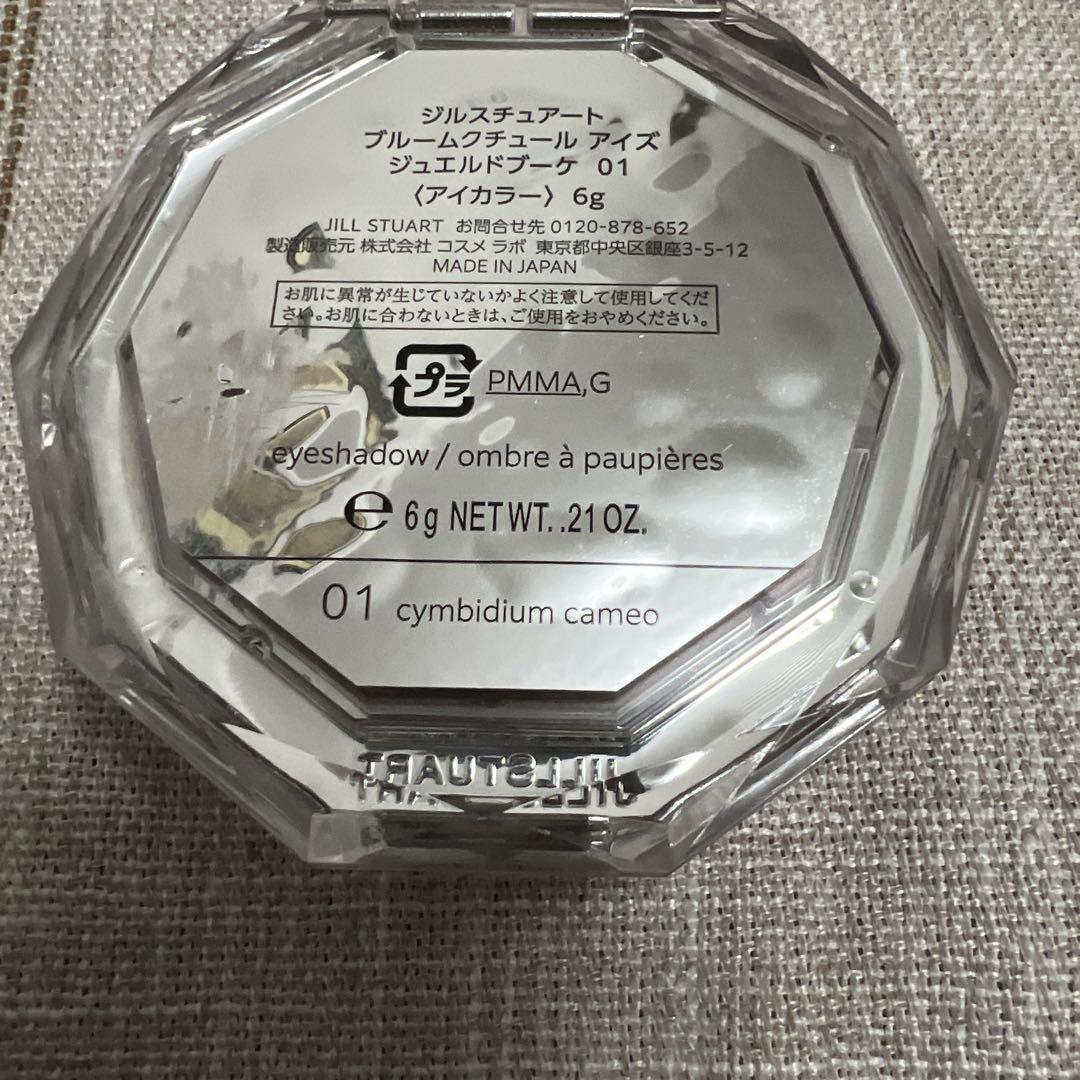 ジルスチュアート
ブルームクチュール アイズ
ジュエルドブーケ 01
〈アイカラー〉 6g
JILL STUART お問合せ先 0120-878-652
製造販売元 株式会社 コスメ ラボ 東京都中央区銀座3-5-12
MADE IN JAPAN
お肌に異常が生じていないかよく注意して使用してくだ
さい。お肌に合わないときは、ご使用をおやめください。
プラ PMMA,G
eyeshadow / ombre à paupières
℮ 6g NET WT. .21 OZ.
01 cymbidium cameo
JILLSTUART